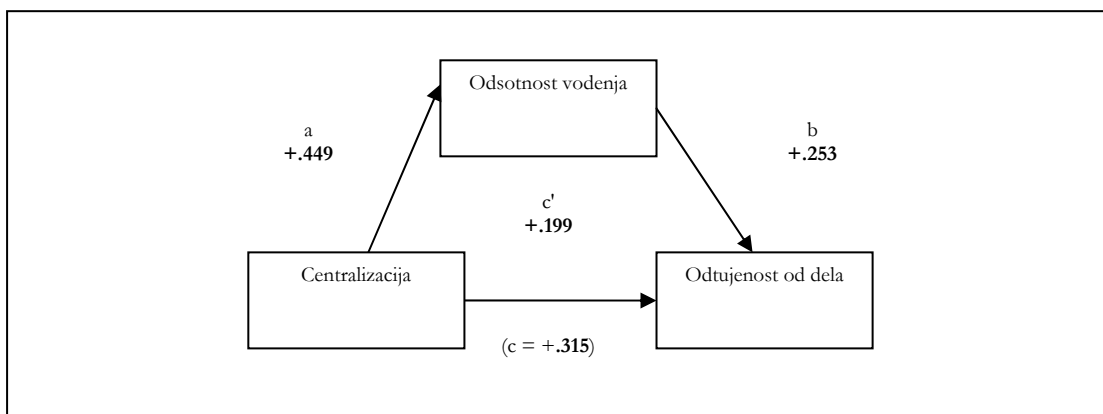 Odsotnost vodenja
a
+.449
b
+.253
c'
+.199
Centralizacija
Odtujenost od dela
(c = +.315)